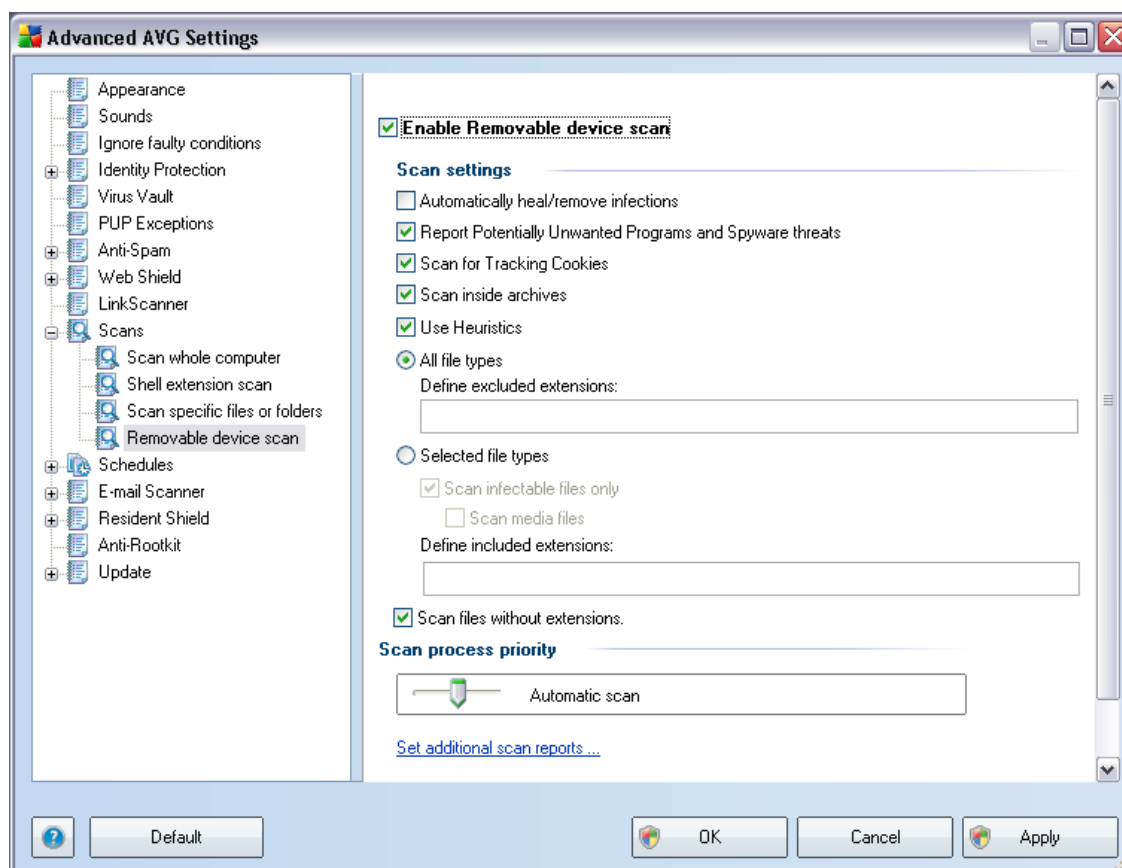 Advanced AVG Settings
Appearance
Sounds
Ignore faulty conditions
Identity Protection
Virus Vault
PUP Exceptions
Anti-Spam
Web Shield
LinkScanner
Scans
Scan whole computer
Shell extension scan
Scan specific files or folders
Removable device scan
Schedules
E-mail Scanner
Resident Shield
Anti-Rootkit
Update
Enable Removable device scan
Scan settings
Automatically heal/remove infections
Report Potentially Unwanted Programs and Spyware threats
Scan for Tracking Cookies
Scan inside archives
Use Heuristics
All file types
Define excluded extensions:
Selected file types
Scan infectable files only
Scan media files
Define included extensions:
Scan files without extensions.
Scan process priority
Automatic scan
Set additional scan reports ...
Default
OK
Cancel
Apply